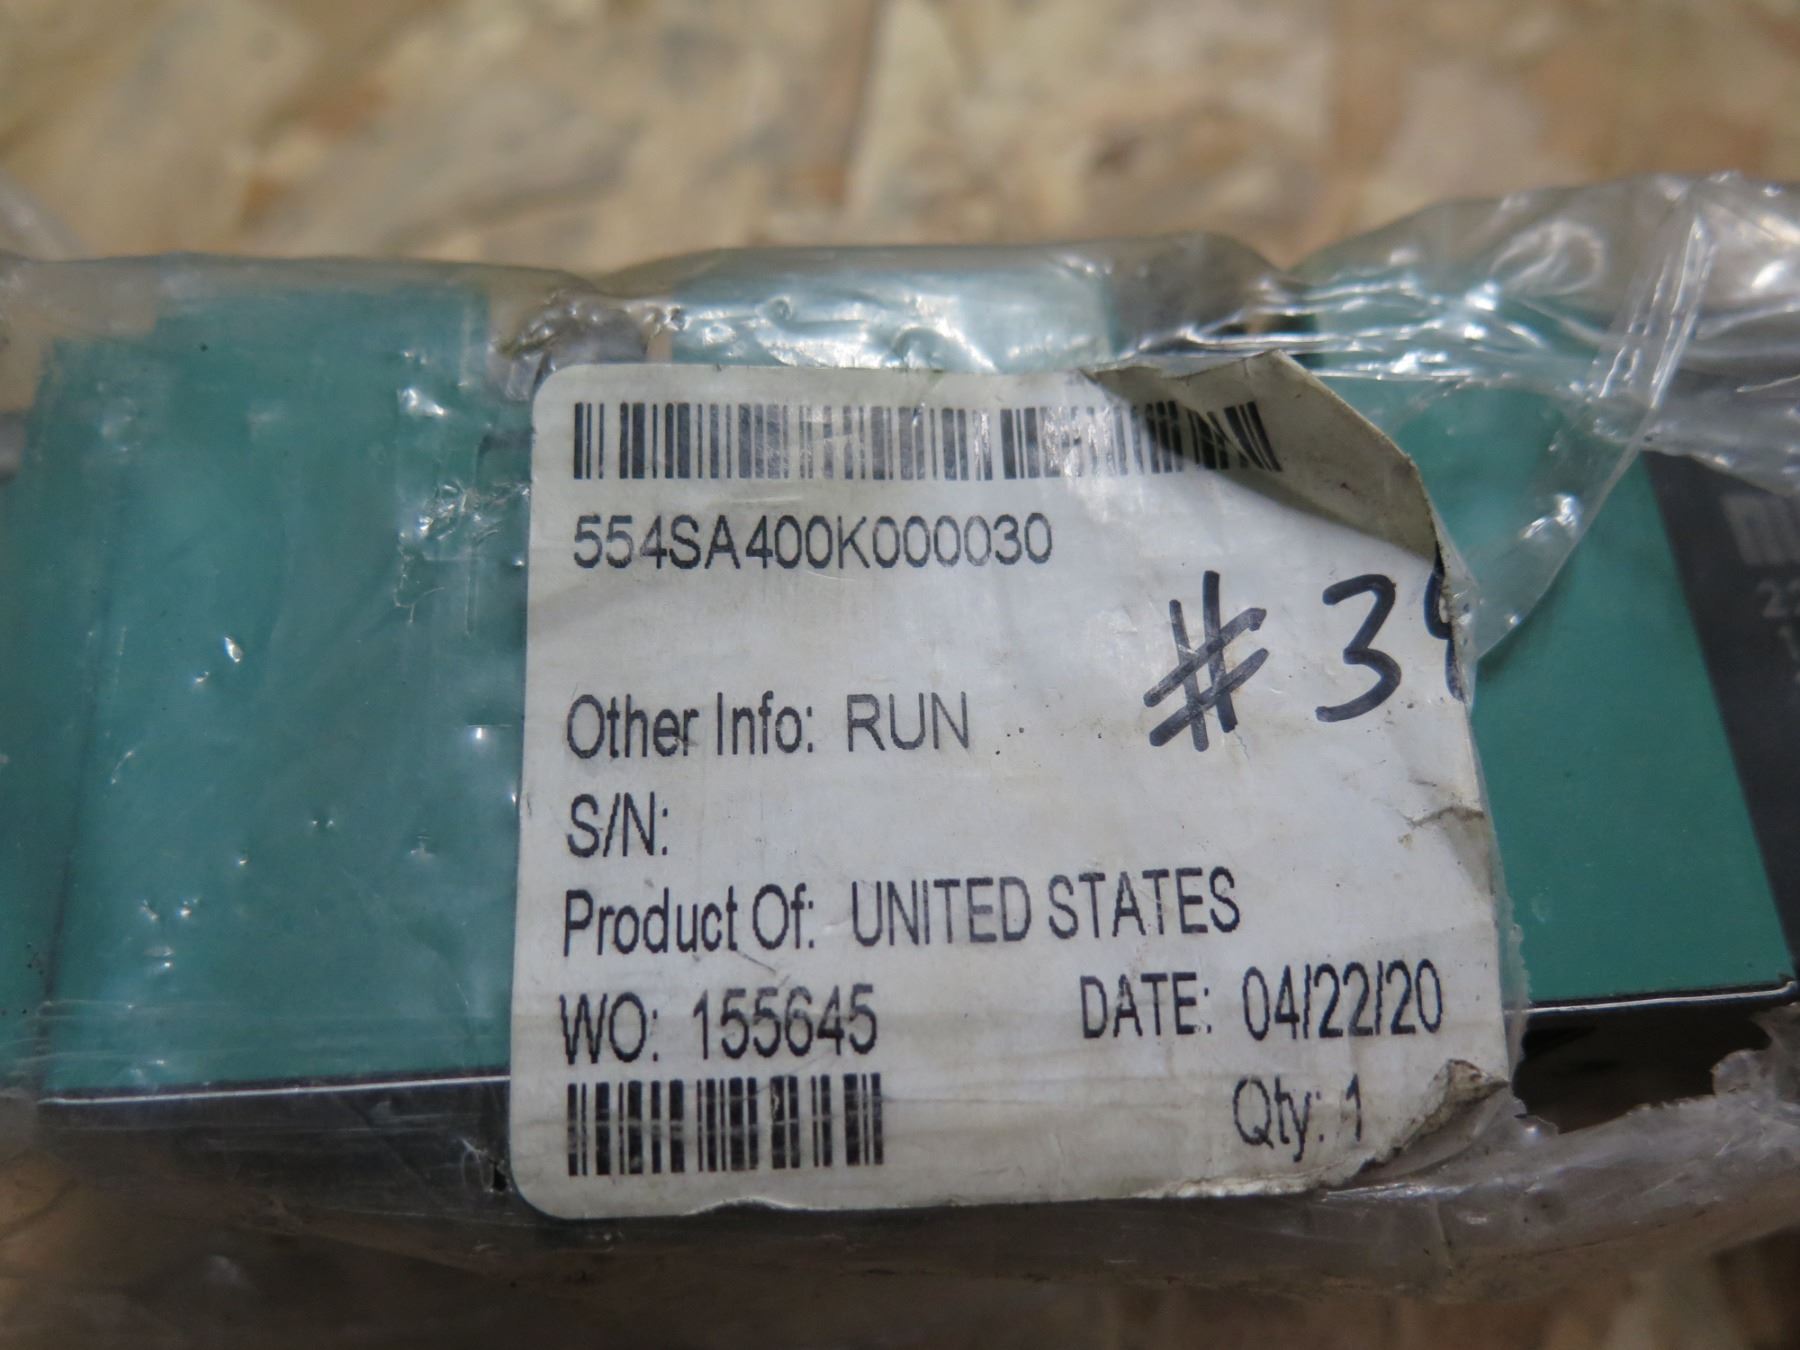 554SA400K000030
# 3
Other Info: RUN
S/N:
Product Of: UNITED STATES
WO: 155645 DATE: 04/22/20
Qty: 1